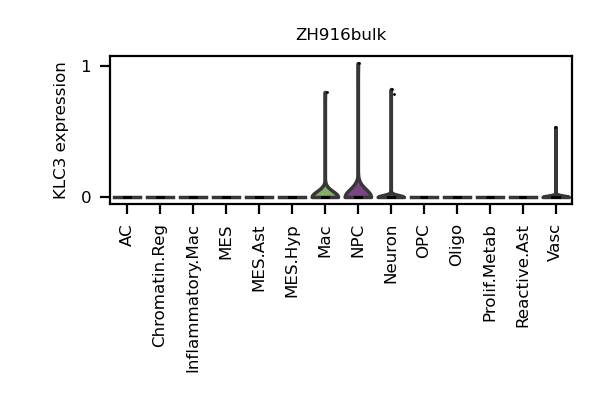 ZH916bulk
KLC3 expression
1
0
AC
Chromatin.Reg
Inflammatory.Mac
MES
MES.Ast
MES.Hyp
Mac
NPC
Neuron
OPC
Oligo
Prolif.Metab
Reactive.Ast
Vasc